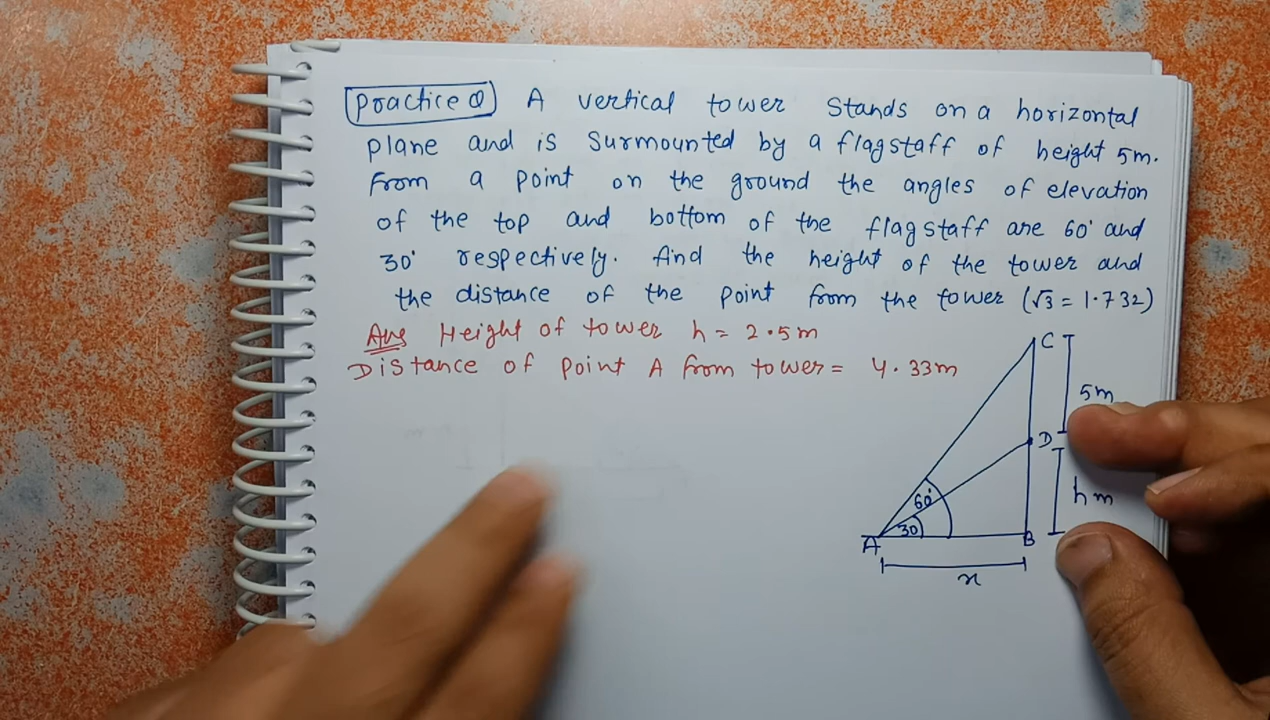 Practice Q A vertical tower stands on a horizontal
plane and is surmounted by a flagstaff of height 5m.
From a point on the ground the angles of elevation
of the top and bottom of the flagstaff are 60° and
30° respectively. Find the height of the tower and
the distance of the point from the tower (√3 = 1.732)
Ans Height of tower h = 2.5m
Distance of point A from tower = 4.33m
C
5m
D
60°
hm
30
A
B
x